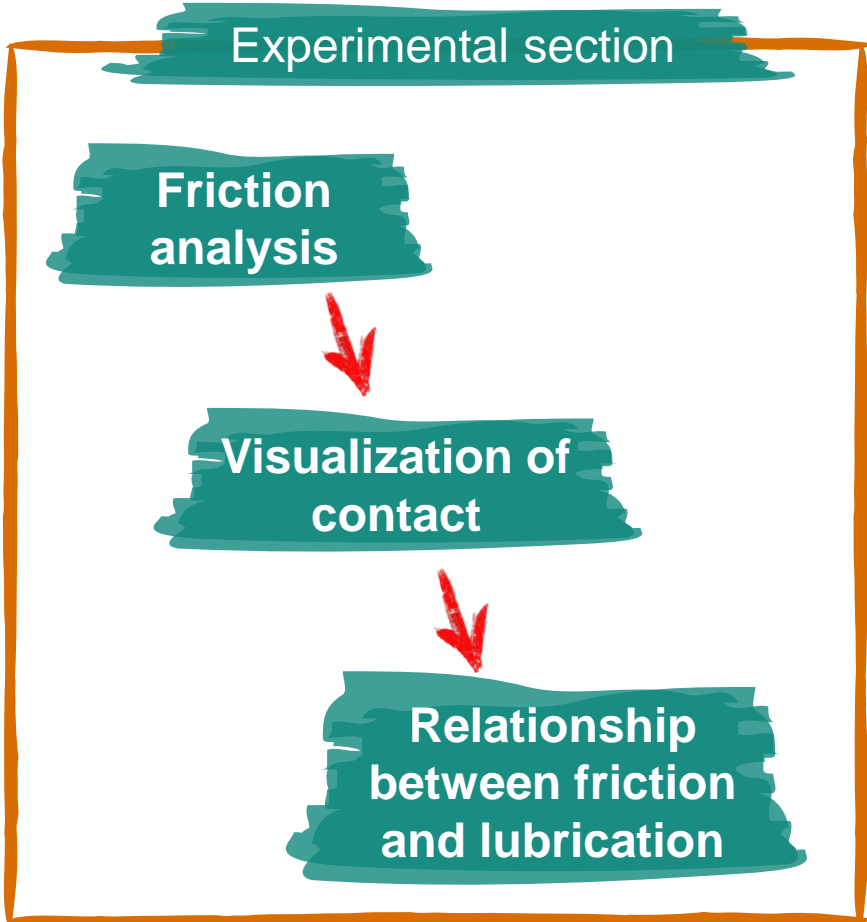 Experimental section
Friction
analysis
Visualization of
contact
Relationship
between friction
and lubrication